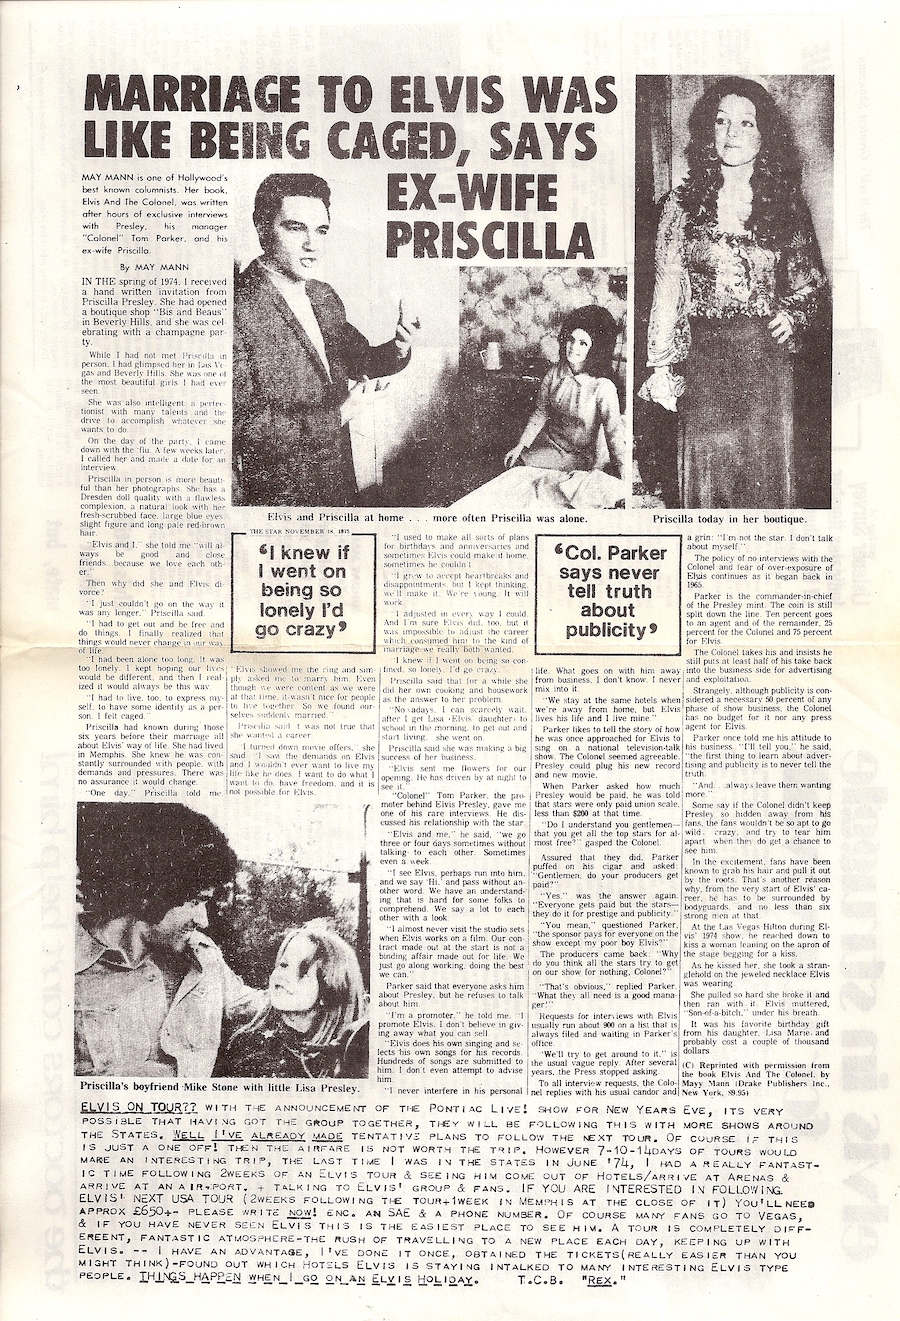 MARRIAGE TO ELVIS WAS
LIKE BEING CAGED, SAYS
EX-WIFE
PRISCILLA
MAY MANN is one of Hollywood's
best known columnists. Her book,
Elvis And The Colonel, was written
after hours of exclusive interviews
with Presley, his manager
"Colonel" Tom Parker, and his
ex-wife Priscilla.
By MAY MANN
IN THE spring of 1974, I received
a hand written invitation from
Priscilla Presley. She had opened
a boutique shop "Bis and Beaus"
in Beverly Hills, and she was cel-
ebrating with a champagne par-
ty.
While I had not met Priscilla in
person, I had glimpsed her in Las Ve-
gas and Beverly Hills. She was one of
the most beautiful girls I had ever
seen.
She was also intelligent, a perfec-
tionist with many talents and the
drive to accomplish whatever she
wants to do.
On the day of the party, I came
down with the 'flu. A few weeks later,
I called her and made a date for an
interview.
Priscilla in person is more beauti-
ful than her photographs. She has a
Dresden doll quality with a flawless
complexion, a natural look with her
fresh-scrubbed face, large blue eyes,
slight figure and long pale red-brown
hair.
"Elvis and I," she told me "will al-
ways be good and close
friends...because we love each oth-
er."
Then why did she and Elvis di-
vorce?
"I just couldn't go on the way it
was any longer," Priscilla said.
"I had to get out and be free and
do things. I finally realized that
things would never change in our way
of life.
"I had been alone too long. It was
too lonely. I kept hoping our lives
would be different, and then I real-
ized it would always be this way.
"I had to live, too, to express my-
self, to have some identity as a per-
son. I felt caged."
Priscilla had known during those
six years before their marriage all
about Elvis' way of life. She had lived
in Memphis. She knew he was con-
stantly surrounded with people, with
demands and pressures. There was
no assurance it would change.
"One day," Priscilla told me,
Elvis and Priscilla at home . . . more often Priscilla was alone.
Priscilla today in her boutique.
THE STAR NOVEMBER 18, 1975
‘I knew if
I went on
being so
lonely I'd
go crazy’
"Elvis showed me the ring and sim-
ply asked me to marry him. Even
though we were content as we were
at that time, it wasn't nice for people
to live together. So we found our-
selves suddenly married."
Priscilla said it was not true that
she wanted a career.
"I turned down movie offers," she
said. "I saw the demands on Elvis
and I wouldn't ever want to live my
life like he does. I want to do what I
want to do, have freedom, and it is
not possible for Elvis.
"I used to make all sorts of plans
for birthdays and anniversaries and
sometimes Elvis could make it home,
sometimes he couldn't.
"I grew to accept heartbreaks and
disappointments, but I kept thinking,
we'll make it. We're young. It will
work.
"I adjusted in every way I could.
And I'm sure Elvis did, too, but it
was impossible to adjust the career
which consumed him to the kind of
marriage we really both wanted.
"I knew if I went on being so con-
fined, so lonely, I'd go crazy."
Priscilla said that for a while she
did her own cooking and housework
as the answer to her problem.
"Nowadays, I can scarcely wait,
after I get Lisa (Elvis' daughter) to
school in the morning, to get out and
start living," she went on.
Priscilla said she was making a big
success of her business.
"Elvis sent me flowers for our
opening. He has driven by at night to
see it."
"Colonel" Tom Parker, the pro-
moter behind Elvis Presley, gave me
one of his rare interviews. He dis-
cussed his relationship with the star.
"Elvis and me," he said, "we go
three or four days sometimes without
talking to each other. Sometimes
even a week.
"I see Elvis, perhaps run into him,
and we say 'Hi,' and pass without an-
other word. We have an understand-
ing that is hard for some folks to
comprehend. We say a lot to each
other with a look.
"I almost never visit the studio sets
when Elvis works on a film. Our con-
tract made out at the start is not a
binding affair made out for life. We
just go along working, doing the best
we can."
Parker said that everyone asks him
about Presley, but he refuses to talk
about him.
"I'm a promoter," he told me. "I
promote Elvis. I don't believe in giv-
ing away what you can sell.
"Elvis does his own singing and se-
lects his own songs for his records.
Hundreds of songs are submitted to
him. I don't even attempt to advise
him.
"I never interfere in his personal
‘Col. Parker
says never
tell truth
about
publicity’
life. What goes on with him away
from business, I don't know. I never
mix into it.
"We stay at the same hotels when
we're away from home, but Elvis
lives his life and I live mine."
Parker likes to tell the story of how
he was once approached for Elvis to
sing on a national television-talk
show. The Colonel seemed agreeable.
Presley could plug his new record
and new movie.
When Parker asked how much
Presley would be paid, he was told
that stars were only paid union scale,
less than $200 at that time.
"Do I understand you gentlemen—
that you get all the top stars for al-
most free?" gasped the Colonel.
Assured that they did, Parker
puffed on his cigar and asked:
"Gentlemen, do your producers get
paid?"
"Yes," was the answer again.
"Everyone gets paid but the stars—
they do it for prestige and publicity."
"You mean," questioned Parker,
"the sponsor pays for everyone on the
show except my poor boy Elvis?"
The producers came back: "Why
do you think all the stars try to get
on our show for nothing, Colonel?"
"That's obvious," replied Parker.
"What they all need is a good mana-
ger!"
Requests for interviews with Elvis
usually run about 900 on a list that is
always filed and waiting in Parker's
office.
"We'll try to get around to it," is
the usual vague reply. After several
years, the Press stopped asking.
To all interview requests, the Colo-
nel replies with his usual candor and
a grin: "I'm not the star. I don't talk
about myself."
The policy of no interviews with the
Colonel and fear of over-exposure of
Elvis continues as it began back in
1965.
Parker is the commander-in-chief
of the Presley mint. The coin is still
split down the line. Ten percent goes
to an agent and of the remainder, 25
percent for the Colonel and 75 percent
for Elvis.
The Colonel takes his and insists he
still puts at least half of his take back
into the business side for advertising
and exploitation.
Strangely, although publicity is con-
sidered a necessary 50 percent of any
phase of show business, the Colonel
has no budget for it nor any press
agent for Elvis.
Parker once told me his attitude to
his business. "I'll tell you," he said,
"the first thing to learn about adver-
tising and publicity is to never tell the
truth.
"And...always leave them wanting
more."
Some say if the Colonel didn't keep
Presley so hidden away from his
fans, the fans wouldn't be so apt to go
wild, crazy, and try to tear him
apart when they do get a chance to
see him.
In the excitement, fans have been
known to grab his hair and pull it out
by the roots. That's another reason
why, from the very start of Elvis' ca-
reer, he has to be surrounded by
bodyguards, and no less than six
strong men at that.
At the Las Vegas Hilton during El-
vis' 1974 show, he reached down to
kiss a woman leaning on the apron of
the stage begging for a kiss.
As he kissed her, she took a stran-
glehold on the jeweled necklace Elvis
was wearing.
She pulled so hard she broke it and
then ran with it. Elvis muttered,
"Son-of-a-bitch," under his breath.
It was his favorite birthday gift
from his daughter, Lisa Marie and
probably cost a couple of thousand
dollars.
(C) Reprinted with permission from
the book Elvis And The Colonel, by
Mayy Mann (Drake Publishers Inc.,
New York, $9.95)
Priscilla's boyfriend Mike Stone with little Lisa Presley.
ELVIS ON TOUR?? WITH THE ANNOUNCEMENT OF THE PONTIAC LIVE! SHOW FOR NEW YEARS EVE, ITS VERY
POSSIBLE THAT HAVING GOT THE GROUP TOGETHER, THEY WILL BE FOLLOWING THIS WITH MORE SHOWS AROUND
THE STATES. WELL I'VE ALREADY MADE TENTATIVE PLANS TO FOLLOW THE NEXT TOUR. OF COURSE IF THIS
IS JUST A ONE OFF! THEN THE AIRFARE IS NOT WORTH THE TRIP. HOWEVER 7-10-14DAYS OF TOURS WOULD
MAKE AN INTERESTING TRIP, THE LAST TIME I WAS IN THE STATES IN JUNE '74, I HAD A REALLY FANTAST-
IC TIME FOLLOWING 2WEEKS OF AN ELVIS TOUR & SEEING HIM COME OUT OF HOTELS/ARRIVE AT ARENAS &
ARRIVE AT AN AIRPORT. + TALKING TO ELVIS' GROUP & FANS. IF YOU ARE INTERESTED IN FOLLOWING
ELVIS' NEXT USA TOUR (2WEEKS FOLLOWING THE TOUR+1WEEK IN MEMPHIS AT THE CLOSE OF IT) YOU'LL NEED
APPROX £650+- PLEASE WRITE NOW! ENC. AN SAE & A PHONE NUMBER. OF COURSE MANY FANS GO TO VEGAS,
& IF YOU HAVE NEVER SEEN ELVIS THIS IS THE EASIEST PLACE TO SEE HIM. A TOUR IS COMPLETELY DIFF-
EREENT, FANTASTIC ATMOSPHERE-THE RUSH OF TRAVELLING TO A NEW PLACE EACH DAY, KEEPING UP WITH
ELVIS. -- I HAVE AN ADVANTAGE, I'VE DONE IT ONCE, OBTAINED THE TICKETS(REALLY EASIER THAN YOU
MIGHT THINK)-FOUND OUT WHICH HOTELS ELVIS IS STAYING INTALKED TO MANY INTERESTING ELVIS TYPE
PEOPLE. THINGS HAPPEN WHEN I GO ON AN ELVIS HOLIDAY. T.C.B. "REX."